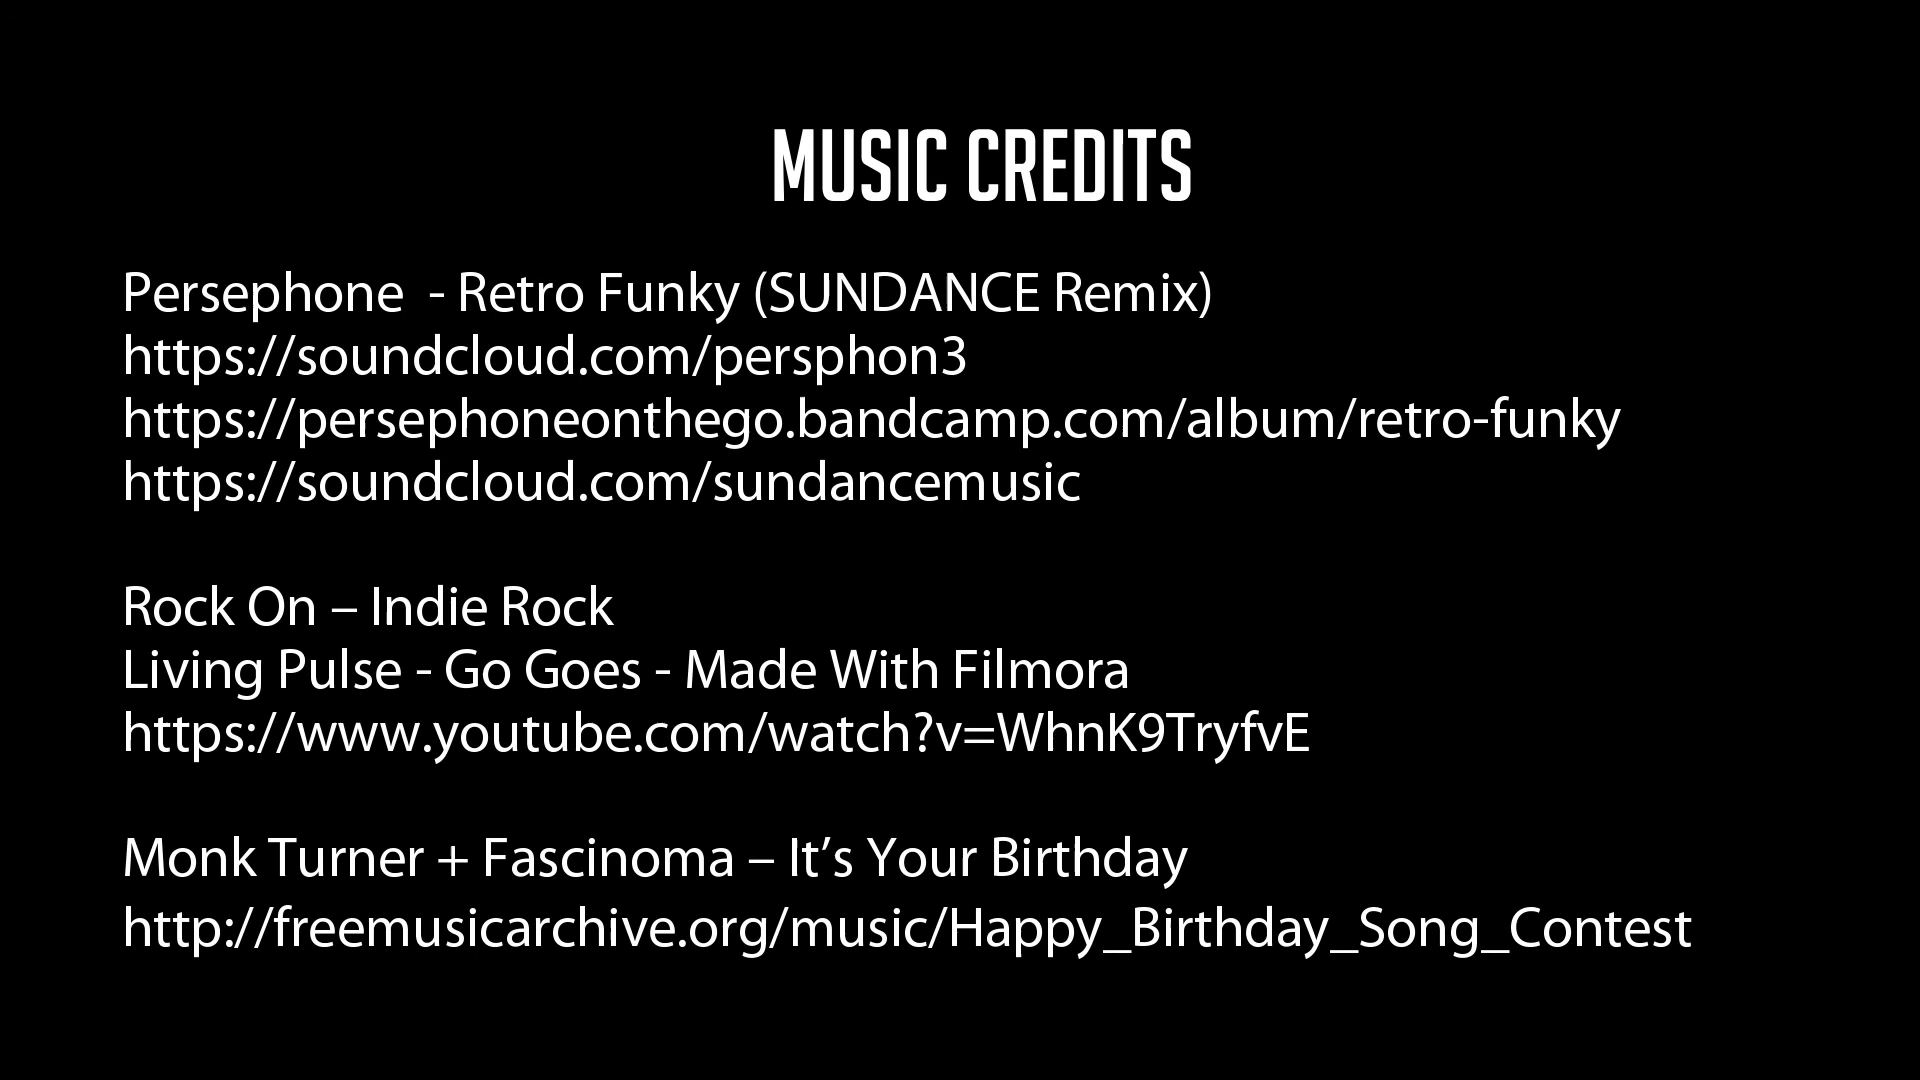 MUSIC CREDITS
Persephone  - Retro Funky (SUNDANCE Remix)
https://soundcloud.com/persphon3
https://persephoneonthego.bandcamp.com/album/retro-funky
https://soundcloud.com/sundancemusic
Rock On – Indie Rock
Living Pulse - Go Goes - Made With Filmora
https://www.youtube.com/watch?v=WhnK9TryfvE
Monk Turner + Fascinoma – It’s Your Birthday
http://freemusicarchive.org/music/Happy_Birthday_Song_Contest